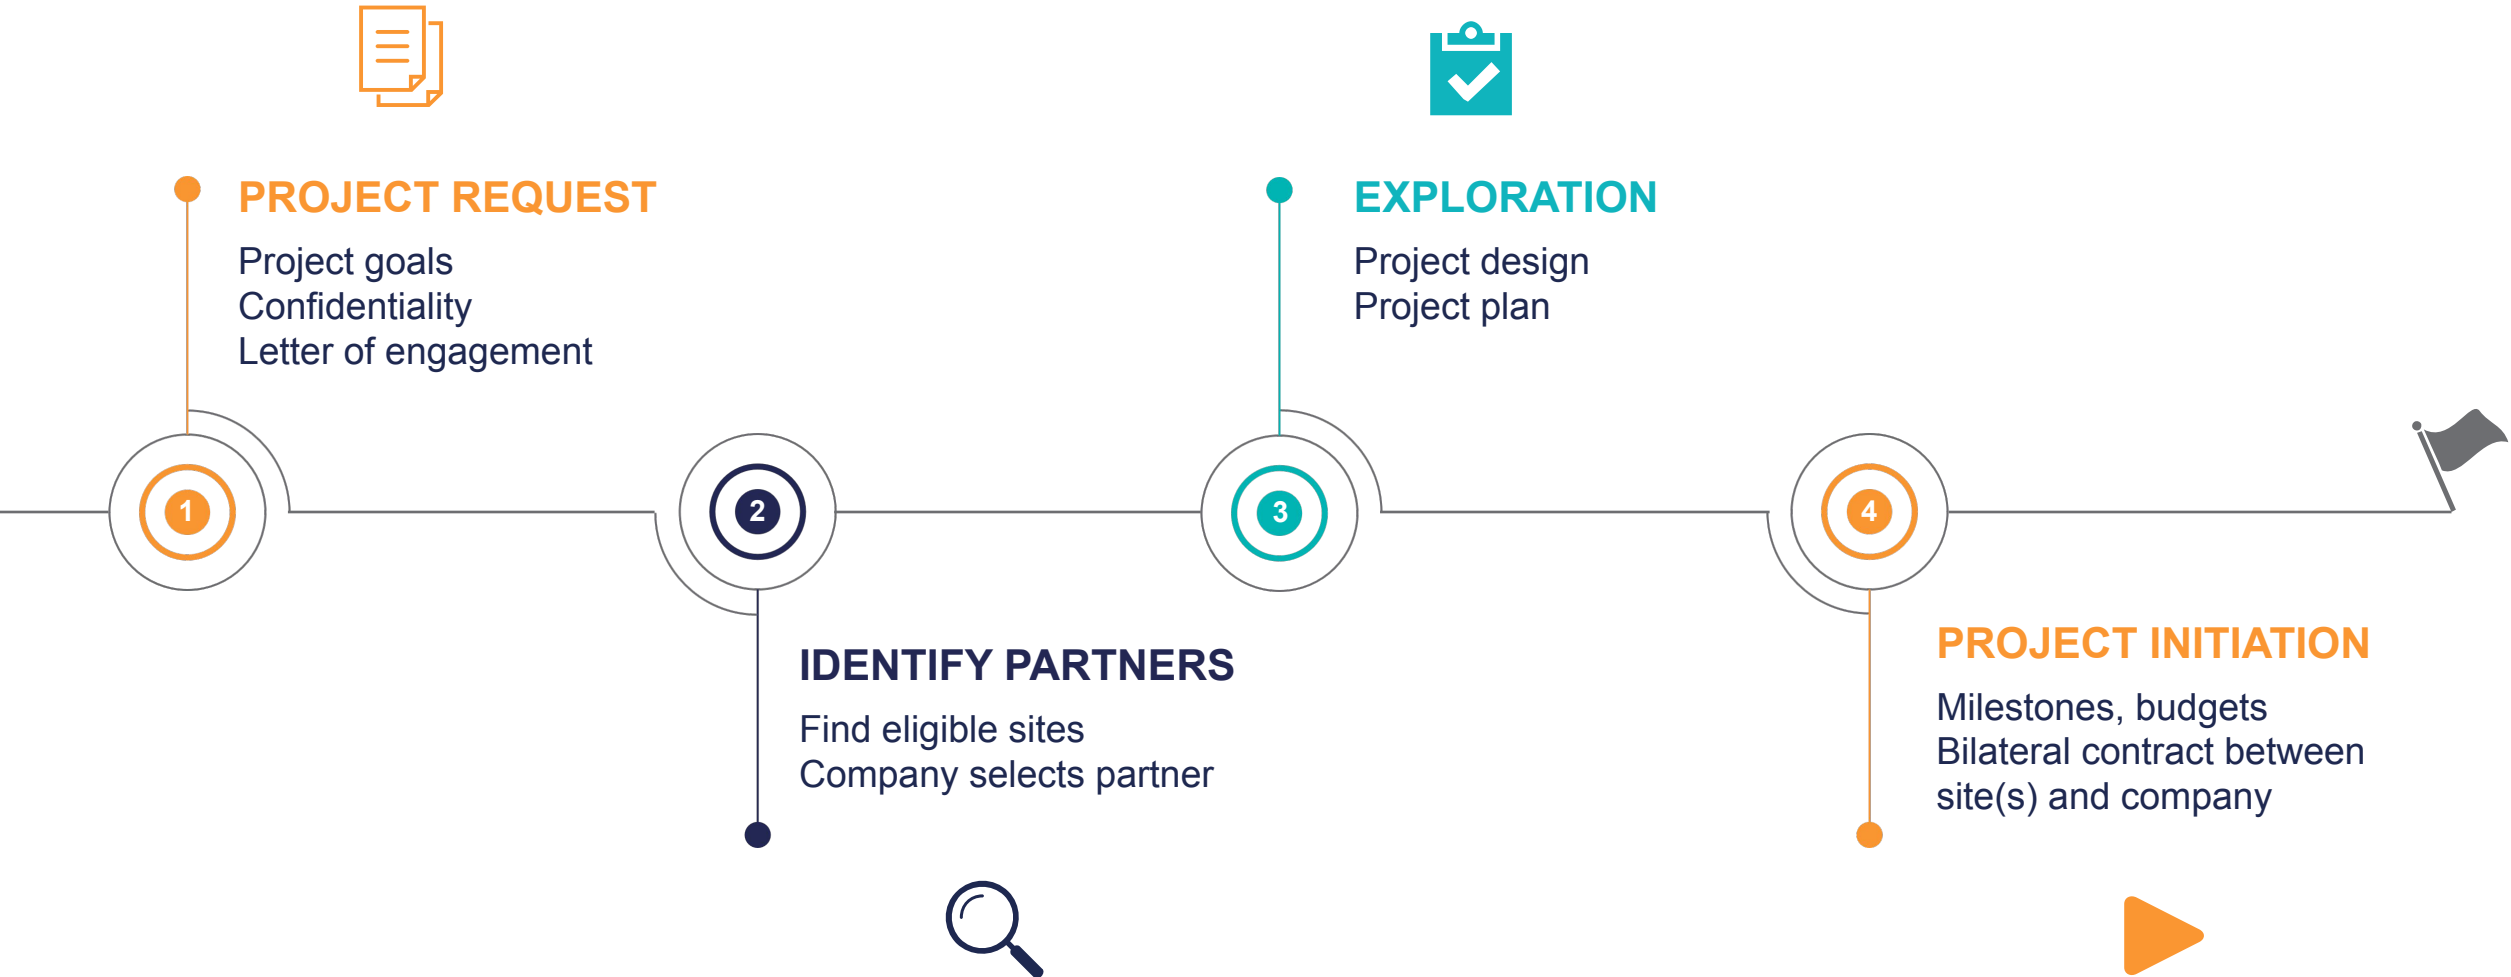 PROJECT REQUEST
Project goals
Confidentiality
Letter of engagement
1
2
IDENTIFY PARTNERS
Find eligible sites
Company selects partner
EXPLORATION
Project design
Project plan
3
4
PROJECT INITIATION
Milestones, budgets
Bilateral contract between
site(s) and company